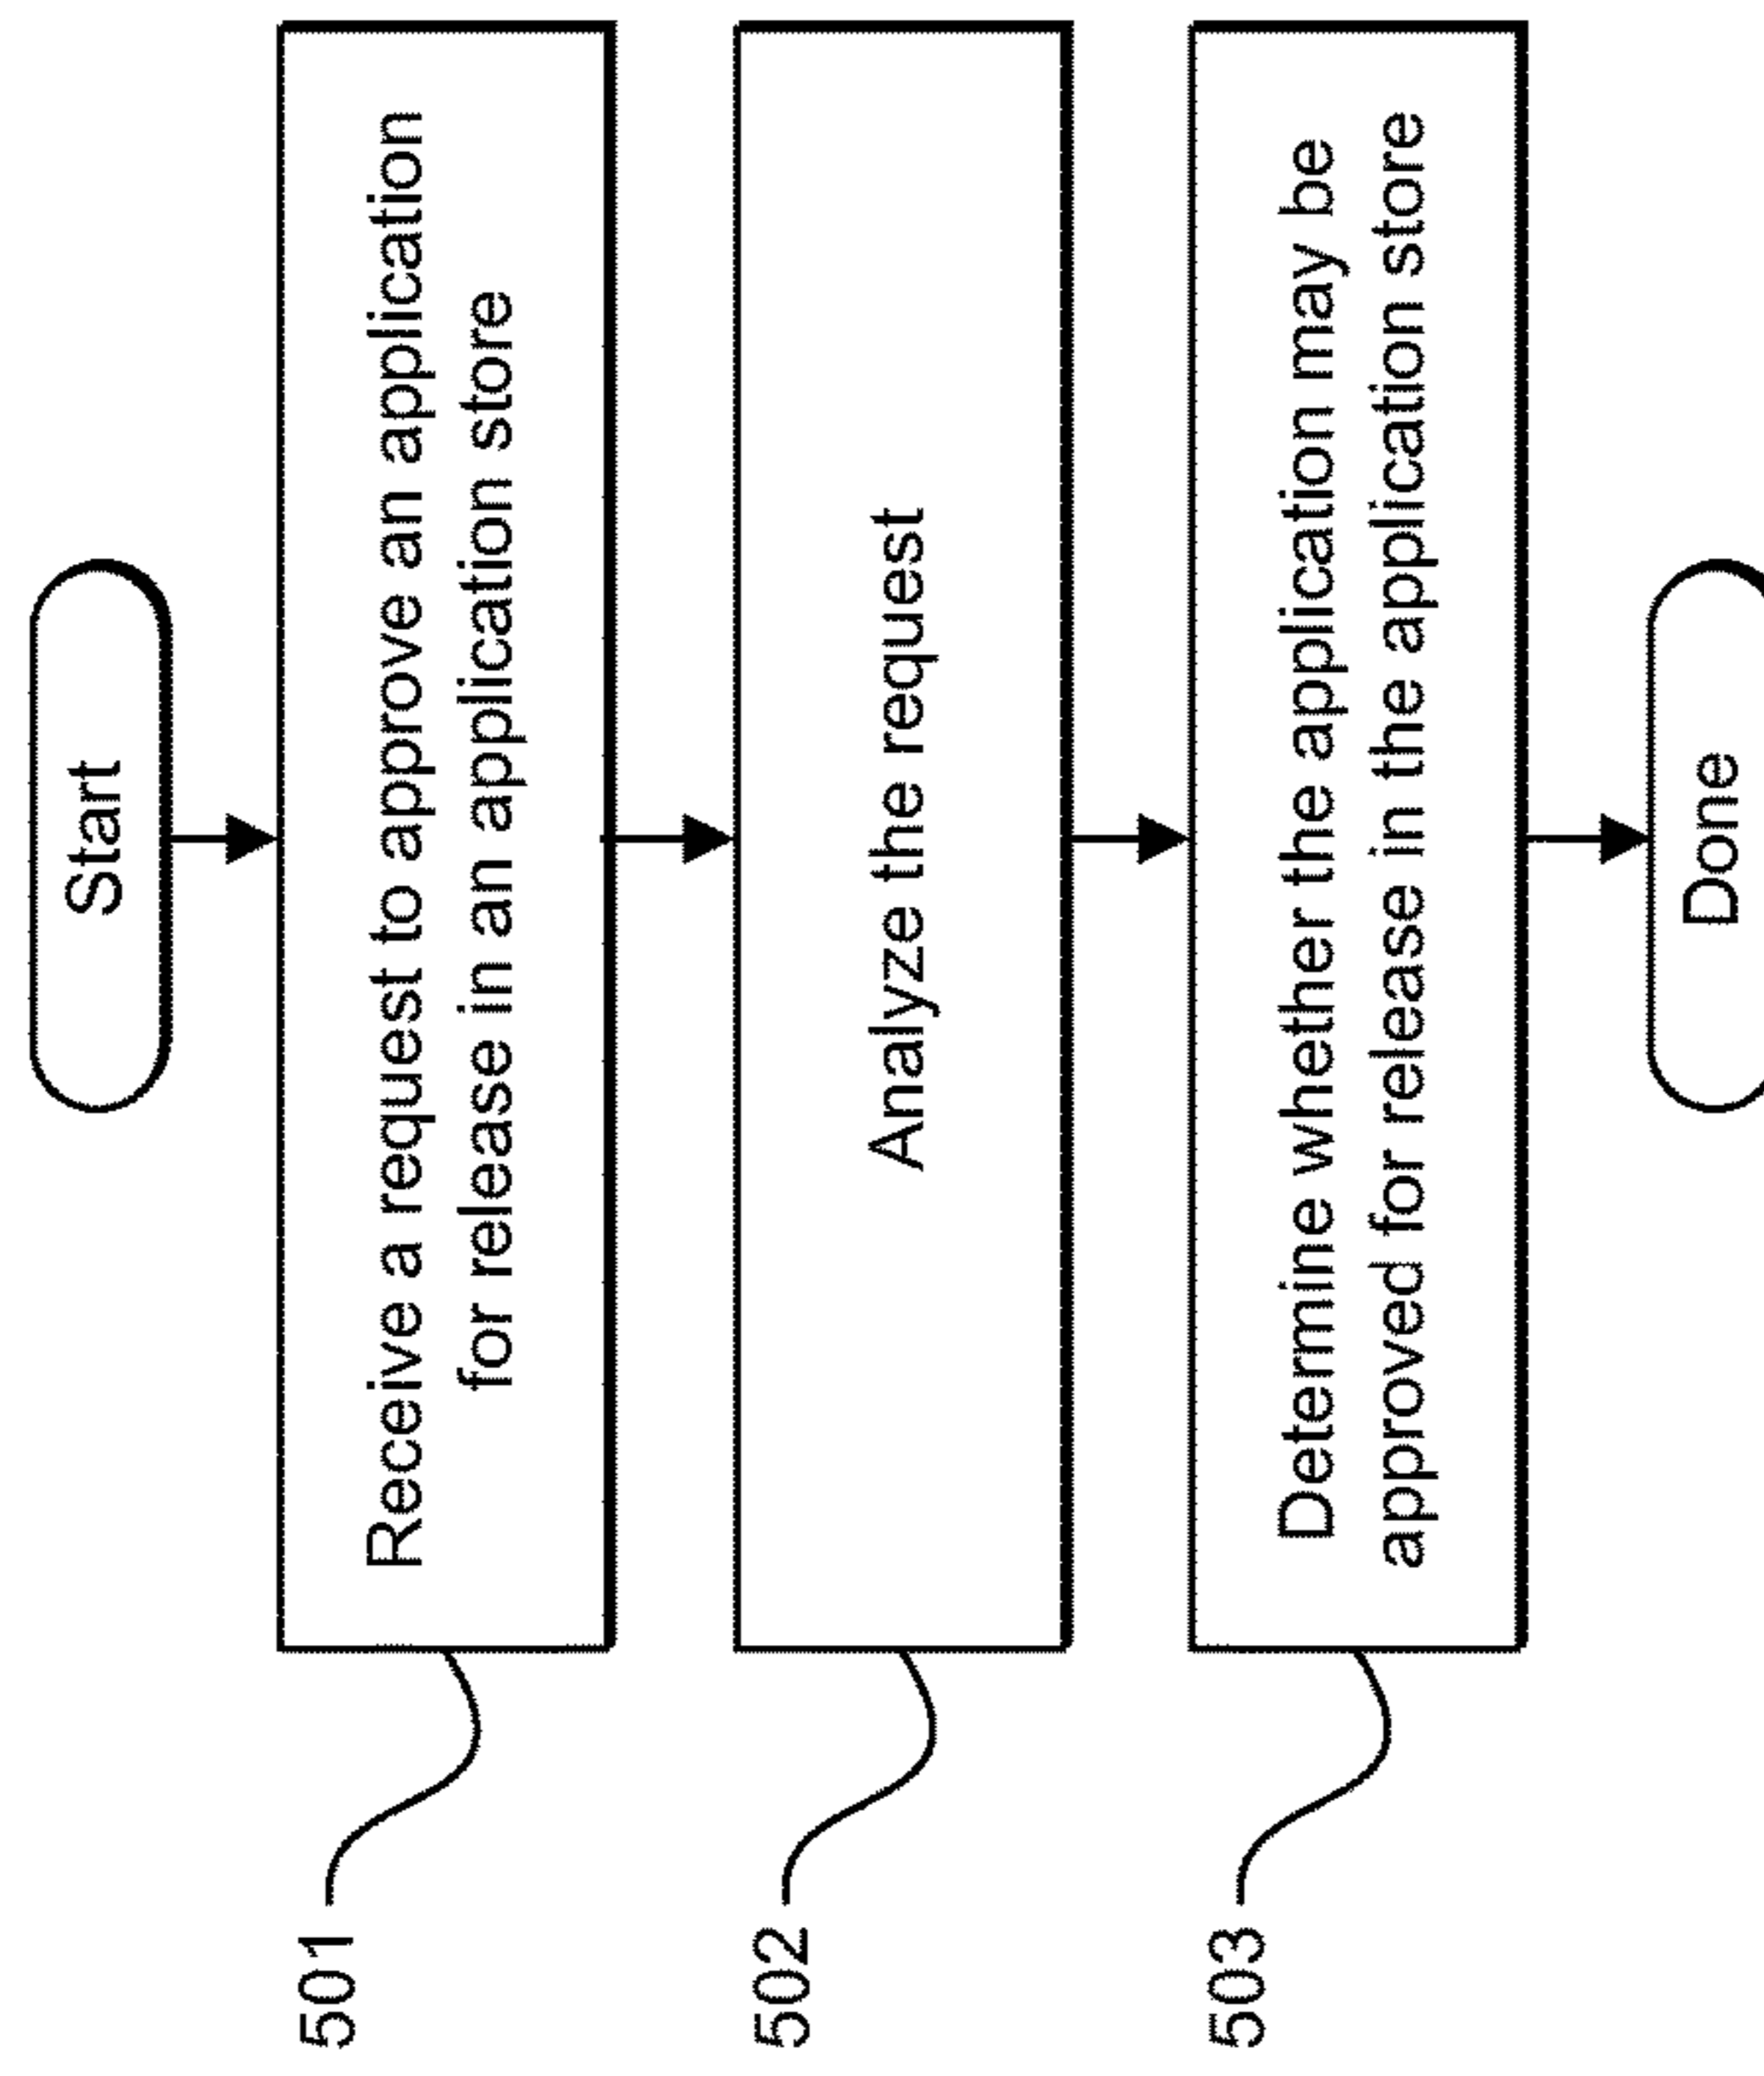 Start
501
Receive a request to approve an application
for release in an application store
502
Analyze the request
503
Determine whether the application may be
approved for release in the application store
Done